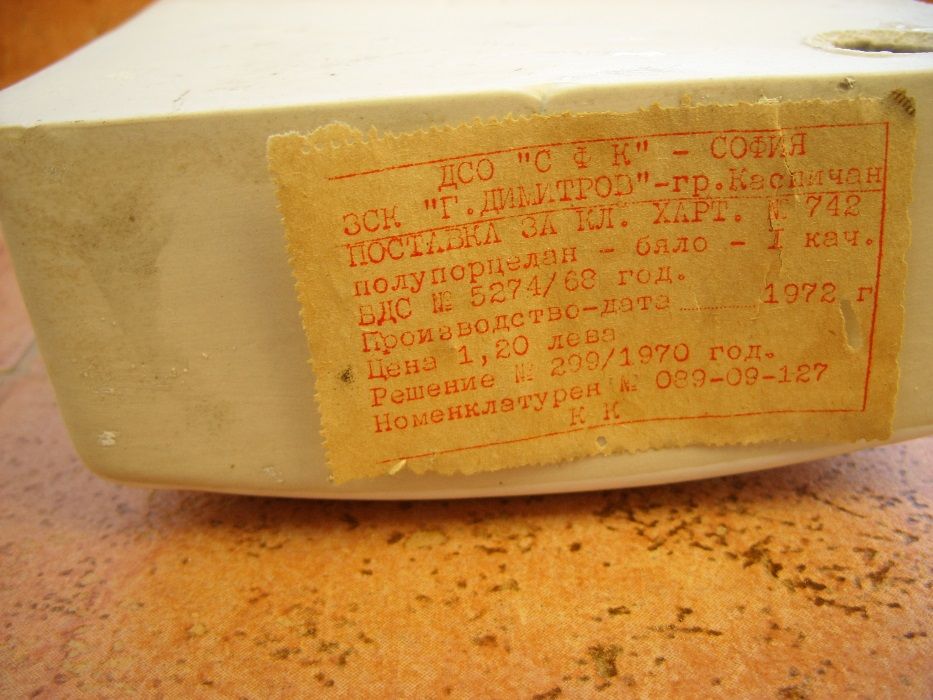 ДСО "С Ф К" - СОФИЯ
ЗСК "Г.ДИМИТРОВ"-гр.Каспичан
ПОСТАВКА ЗА КЛ. ХАРТ. № 742
полупорцелан - бяло - I кач.
БДС № 5274/68 год.
Производство-дата ........ 1972 г
Цена 1,20 лева
Решение № 299/1970 год.
Номенклатурен № 089-09-127
К К